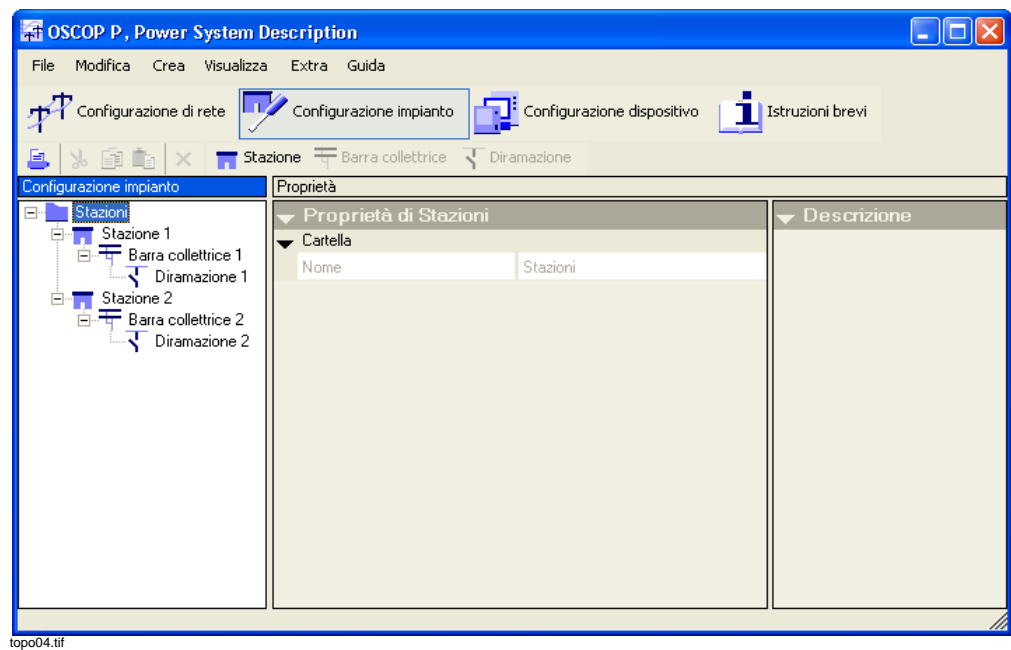 OSCOP P, Power System Description
File Modifica Crea Visualizza Extra Guida
Configurazione di rete Configurazione impianto Configurazione dispositivo Istruzioni brevi
Stazione Barra collettrice Diramazione
Configurazione impianto Proprietà
Stazioni Proprietà di Stazioni Descrizione
Stazione 1 Cartella
Barra collettrice 1
Nome Stazioni
Diramazione 1
Stazione 2
Barra collettrice 2
Diramazione 2
topo04.tif